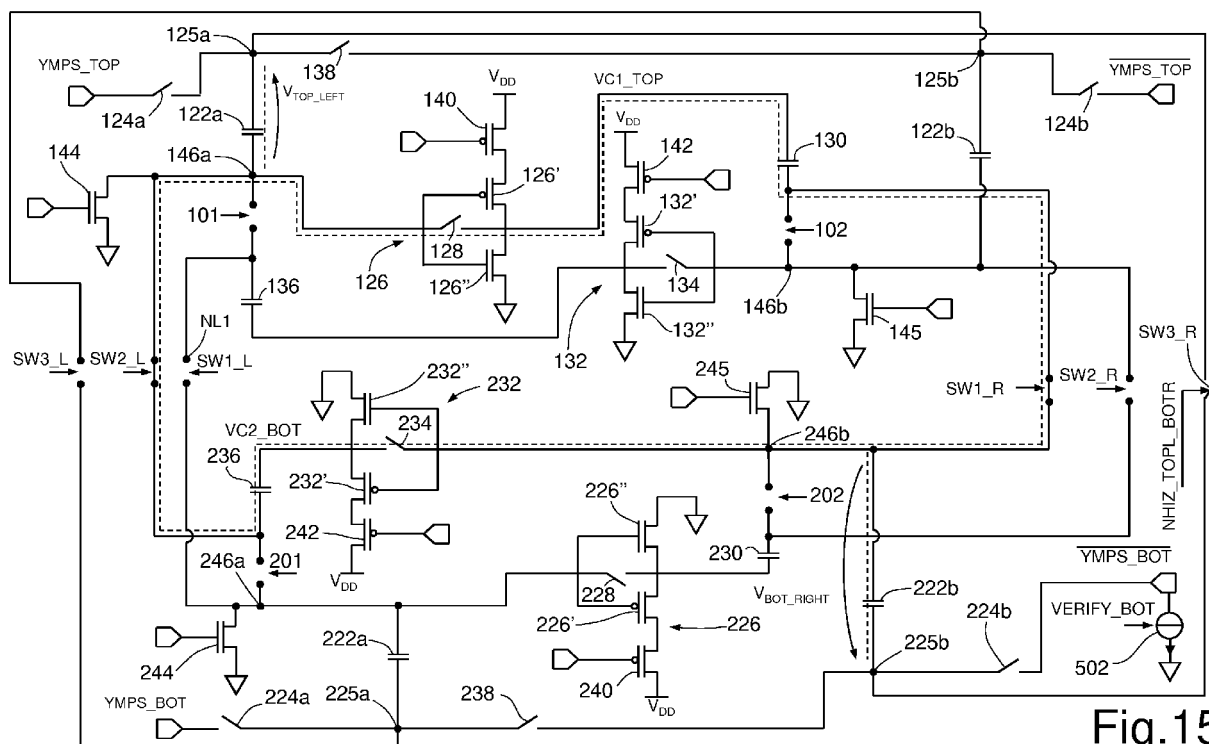 125a
YMPS_TOP
138
V_TOP_LEFT
124a
122a
V_DD
140
VC1_TOP
V_DD
142
130
125b
YMPS_TOP
124b
122b
144
146a
126'
132'
101
128
126
126"
102
134
146b
136
132"
132
145
NL1
SW3_L
SW2_L
SW1_L
SW3_R
245
232"
232
SW1_R
SW2_R
NHIZ_TOPL_BOTR
VC2_BOT
234
246b
236
232'
226"
202
242
230
YMPS_BOT
201
246a
V_DD
228
V_BOT_RIGHT
222b
VERIFY_BOT
224b
226'
226
502
244
222a
225b
240
YMPS_BOT
224a
225a
238
V_DD
Fig.15